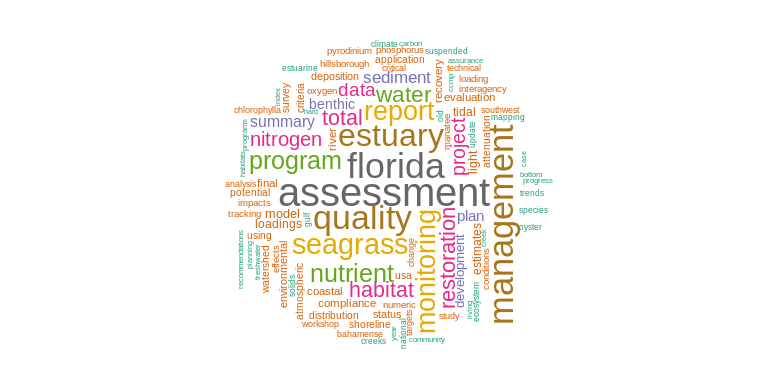 climate carbon
pyrodinium phosphorus suspended
hillsborough application assurance
estuarine critical technical
deposition sediment recovery ccmp loading
index survey criteria oxygen data water interagency
benthic evaluation
chlorophylla hard total report old tidal southwest
summary manatee update mapping
programs nitrogen river estuary project attenuation
habitats program florida light case
bottom
analysis final assessment management progress
potential trends
impacts
tracking model gulf quality plan species
loadings restoration
using seagrass monitoring estimates creek oyster
recommendations planning freshwater watershed effects change development conditions
environmental solids nutrient usa
coastal habitat living ecosystem
atmospheric compliance numeric
distribution status targets study
workshop shoreline
bahamense year national
creeks community